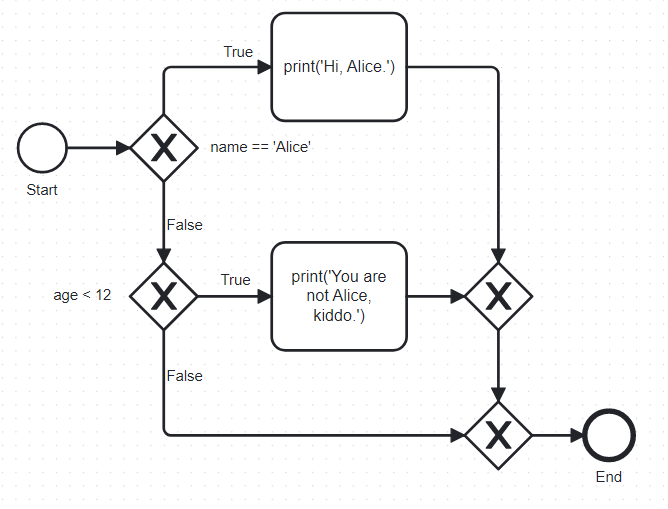 True
print('Hi, Alice.')
name == 'Alice'
Start
False
age < 12
True
print('You are
not Alice,
kiddo.')
False
End